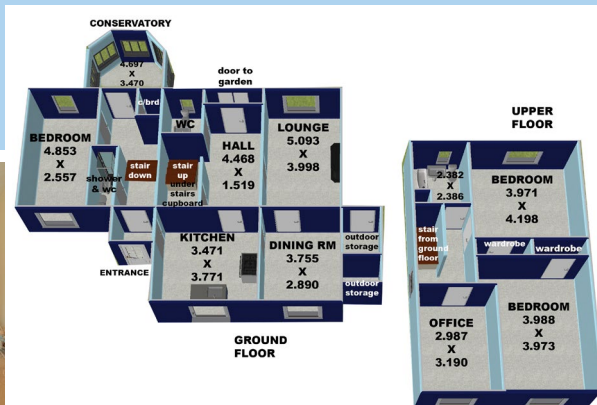 CONSERVATORY
4.697
X
3.470
door to
garden
c/brd
WC
BEDROOM
4.853
X
2.557
HALL
4.468
X
1.519
LOUNGE
5.093
X
3.998
shower
& wc
stair
down
stair
up
under
stairs
cupboard
KITCHEN
3.471
X
3.771
DINING RM
3.755
X
2.890
outdoor
storage
outdoor
storage
ENTRANCE
GROUND
FLOOR
UPPER
FLOOR
2.382
X
2.386
BEDROOM
3.971
X
4.198
stair
from
ground
floor
wardrobe
wardrobe
OFFICE
2.987
X
3.190
BEDROOM
3.988
X
3.973